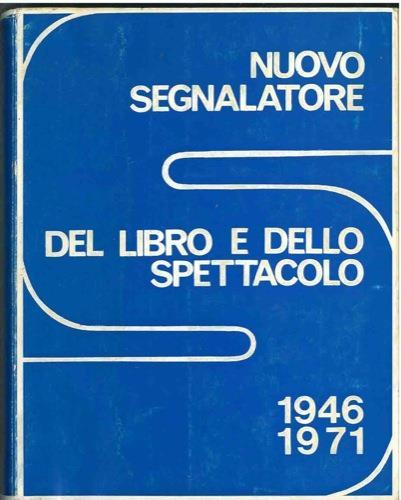 NUOVO
SEGNALATORE
DEL LIBRO E DELLO
SPETTACOLO
1946
1971